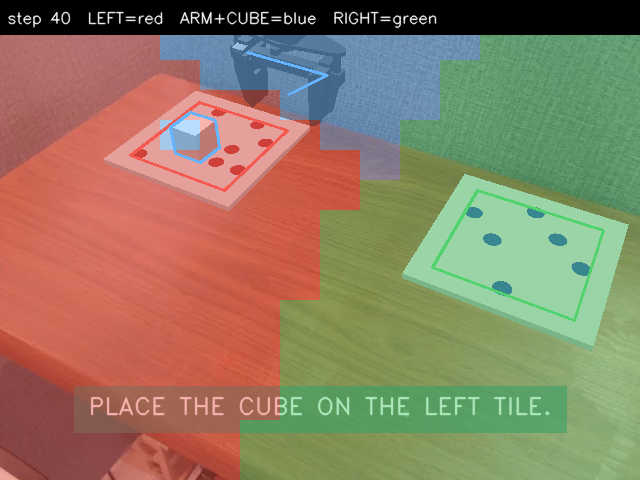 step 40 LEFT=red ARM+CUBE=blue RIGHT=green
PLACE THE CUBE ON THE LEFT TILE.